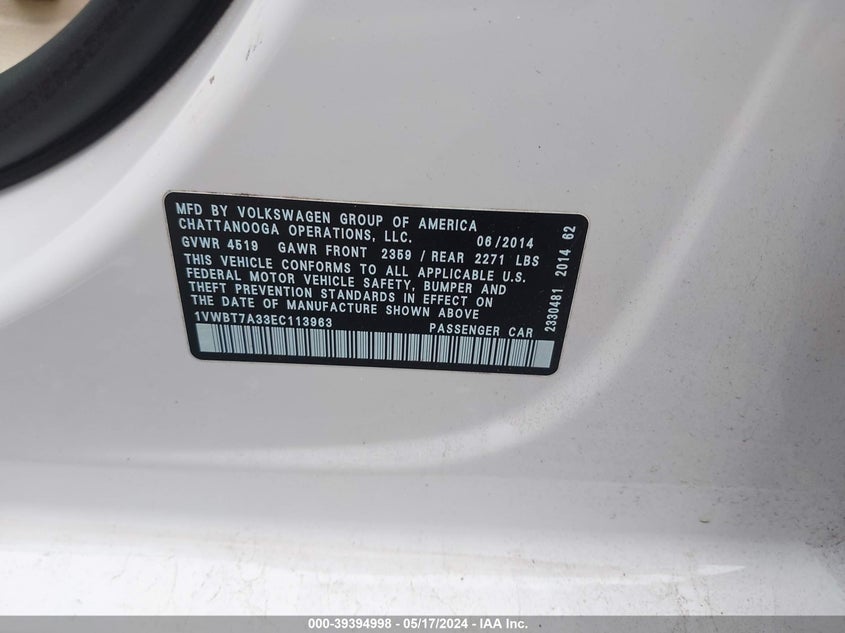 MFD BY VOLKSWAGEN GROUP OF AMERICA
CHATTANOOGA OPERATIONS, LLC. 06/2014
GVWR 4519 GAWR FRONT 2359 / REAR 2271 LBS
THIS VEHICLE CONFORMS TO ALL APPLICABLE U.S.
FEDERAL MOTOR VEHICLE SAFETY, BUMPER AND
THEFT PREVENTION STANDARDS IN EFFECT ON
THE DATE OF MANUFACTURE SHOWN ABOVE
1VWBT7A33EC113963 PASSENGER CAR
2330481 2014 62
000-39394998 - 05/17/2024 - IAA Inc.